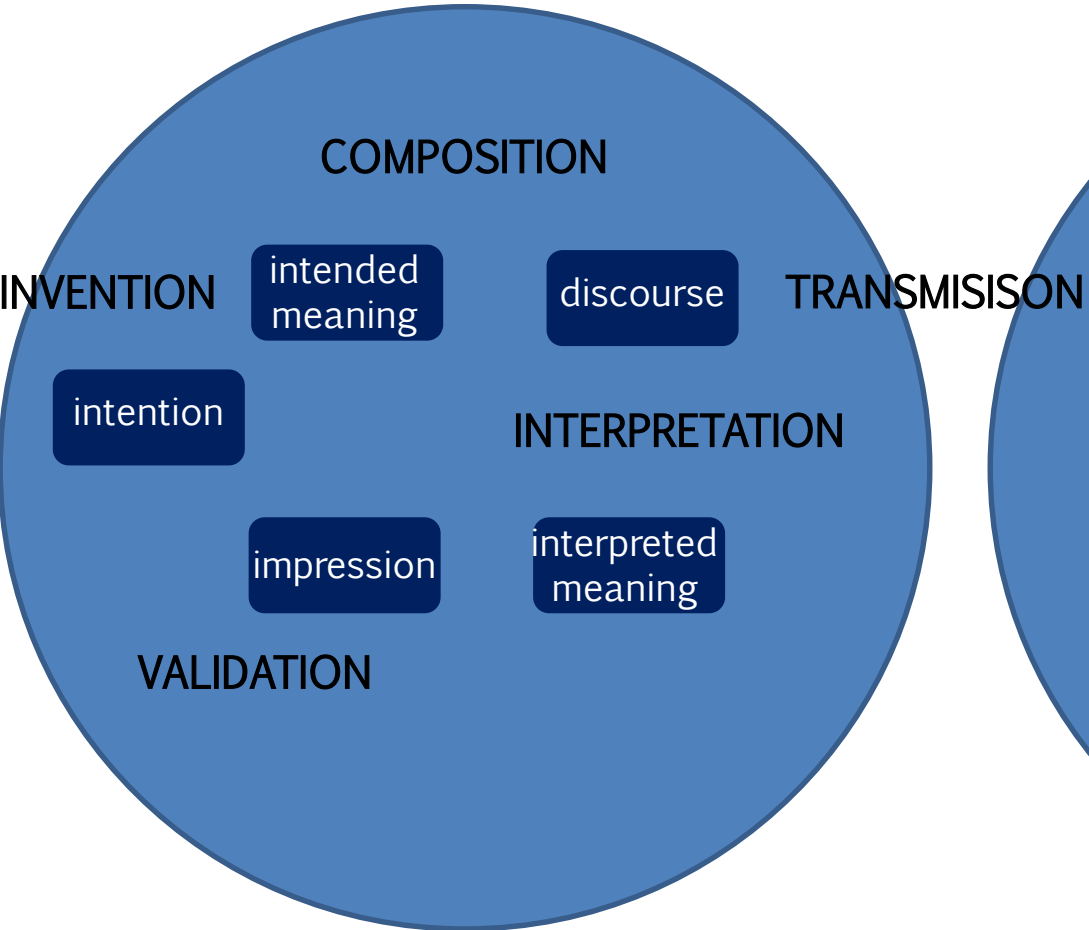 COMPOSITION
INVENTION
intended
meaning
discourse
TRANSMISISON
intention
INTERPRETATION
impression
interpreted
meaning
VALIDATION